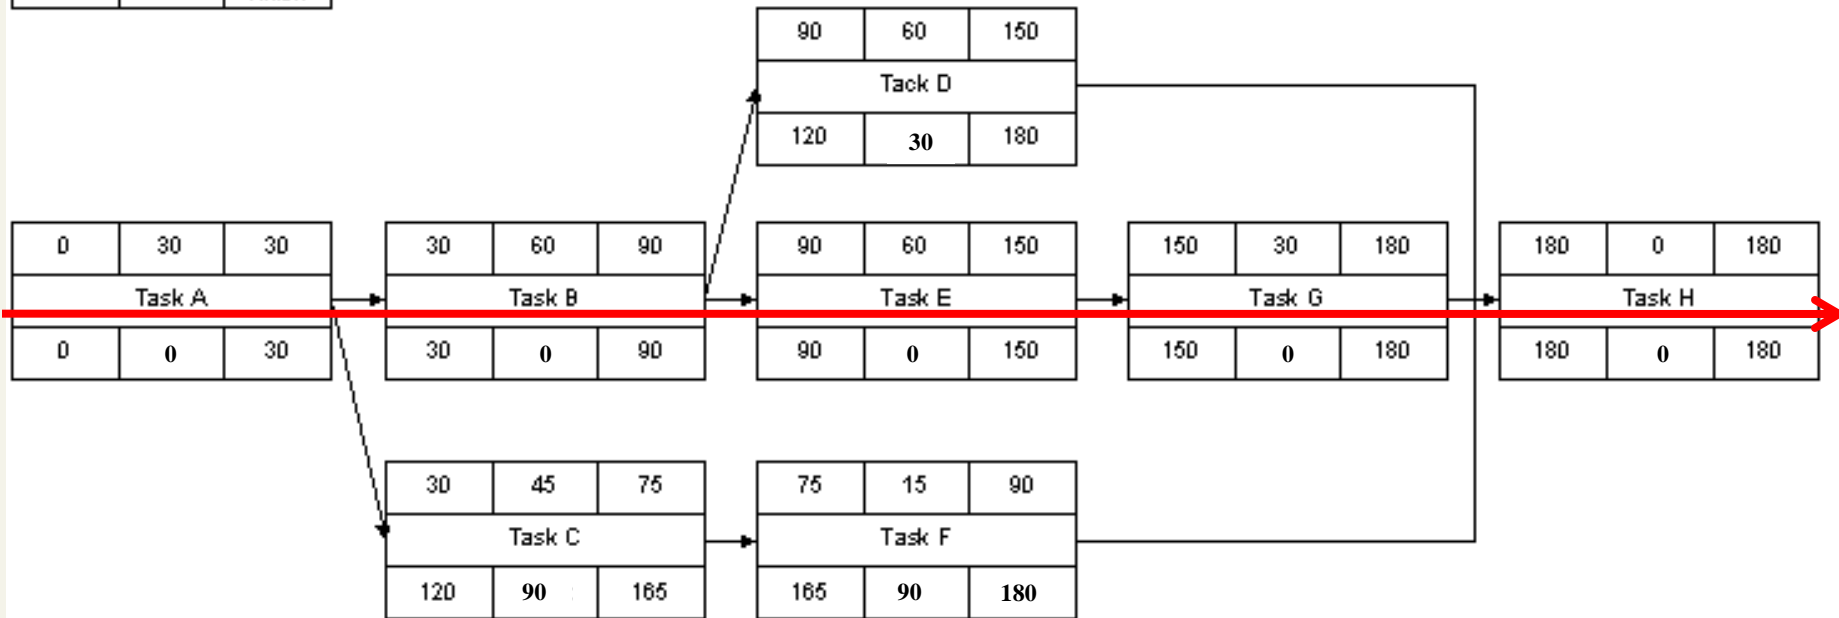 90 60 150
Tack D
120 30 180
0 30 30
Task A
0 0 30
30 60 90
Task B
30 0 90
90 60 150
Task E
90 0 150
150 30 180
Task G
150 0 180
180 0 180
Task H
180 0 180
30 45 75
Task C
120 90 165
75 15 90
Task F
165 90 180